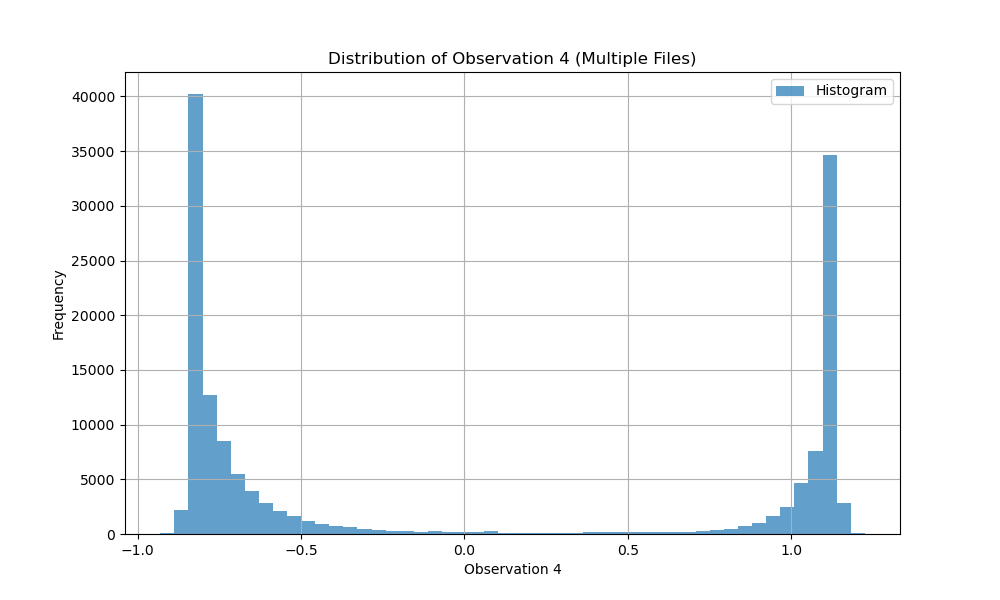 Distribution of Observation 4 (Multiple Files)
Histogram
40000
35000
30000
25000
20000
15000
10000
5000
0
Frequency
−1.0 −0.5 0.0 0.5 1.0
Observation 4